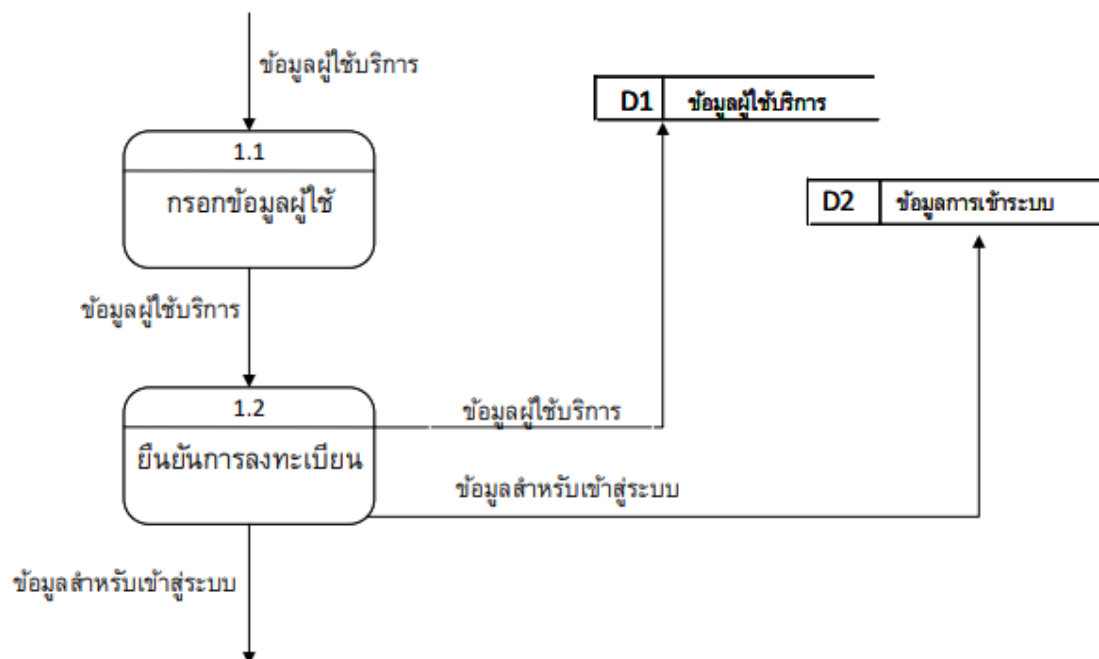 ข้อมูลผู้ใช้บริการ
D1 ข้อมูลผู้ใช้บริการ
1.1
กรอกข้อมูลผู้ใช้
D2 ข้อมูลการเข้าระบบ
ข้อมูลผู้ใช้บริการ
1.2
ข้อมูลผู้ใช้บริการ
ยืนยันการลงทะเบียน
ข้อมูลสำหรับเข้าสู่ระบบ
ข้อมูลสำหรับเข้าสู่ระบบ